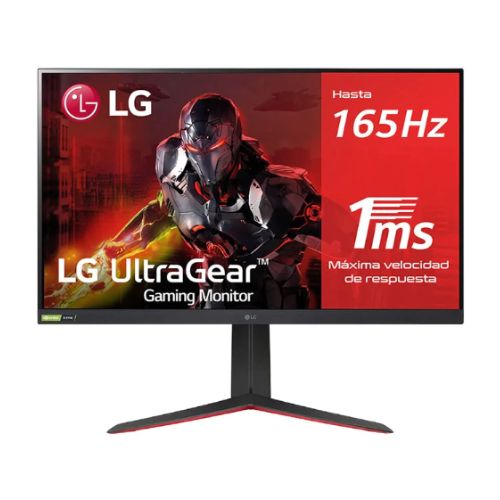 LG
LG UltraGear™
Gaming Monitor
Hasta
165Hz
1ms
Máxima velocidad
de respuesta
LG